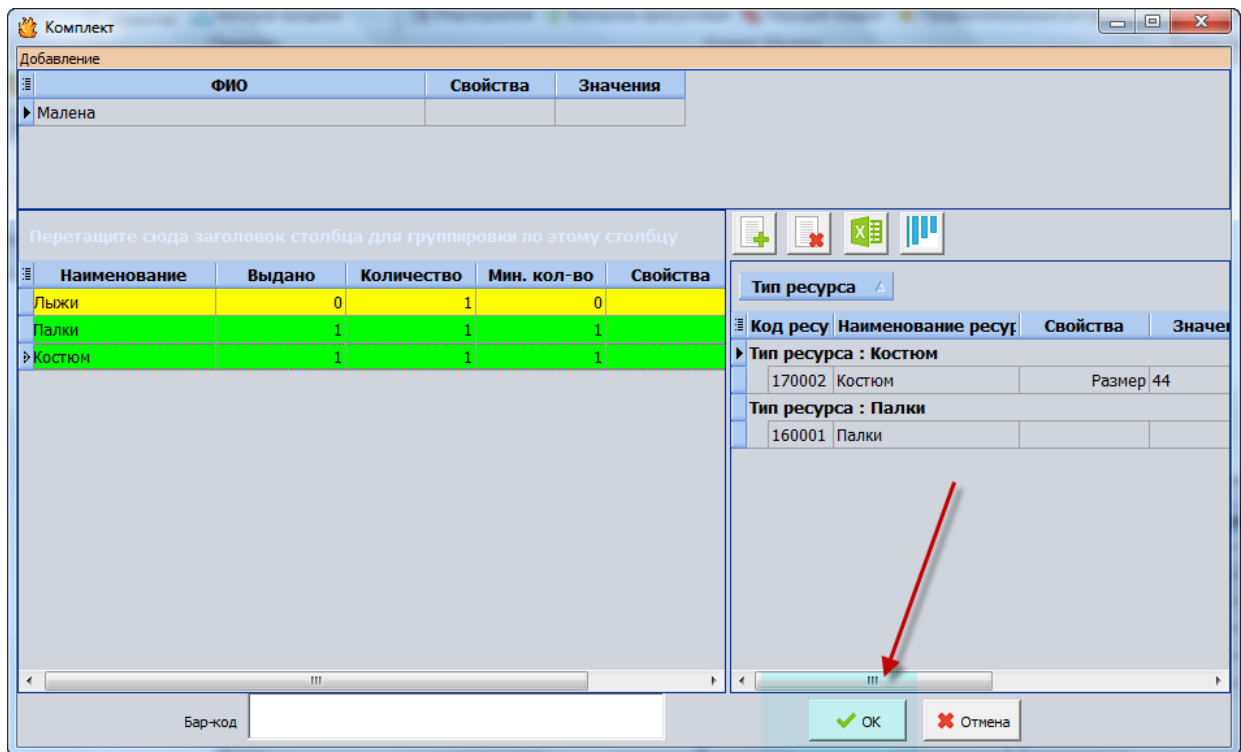 Комплект
Добавление
ФИО Свойства Значения
Малена
Перетащите сюда заголовок столбца для группировки по этому столбцу
Наименование Выдано Количество Мин. кол-во Свойства
Лыжи 0 1 0
Палки 1 1 1
Костюм 1 1 1
Тип ресурса
Код ресу Наименование ресур Свойства Значе
Тип ресурса : Костюм
170002 Костюм Размер 44
Тип ресурса : Палки
160001 Палки
Бар-код
ОК
Отмена